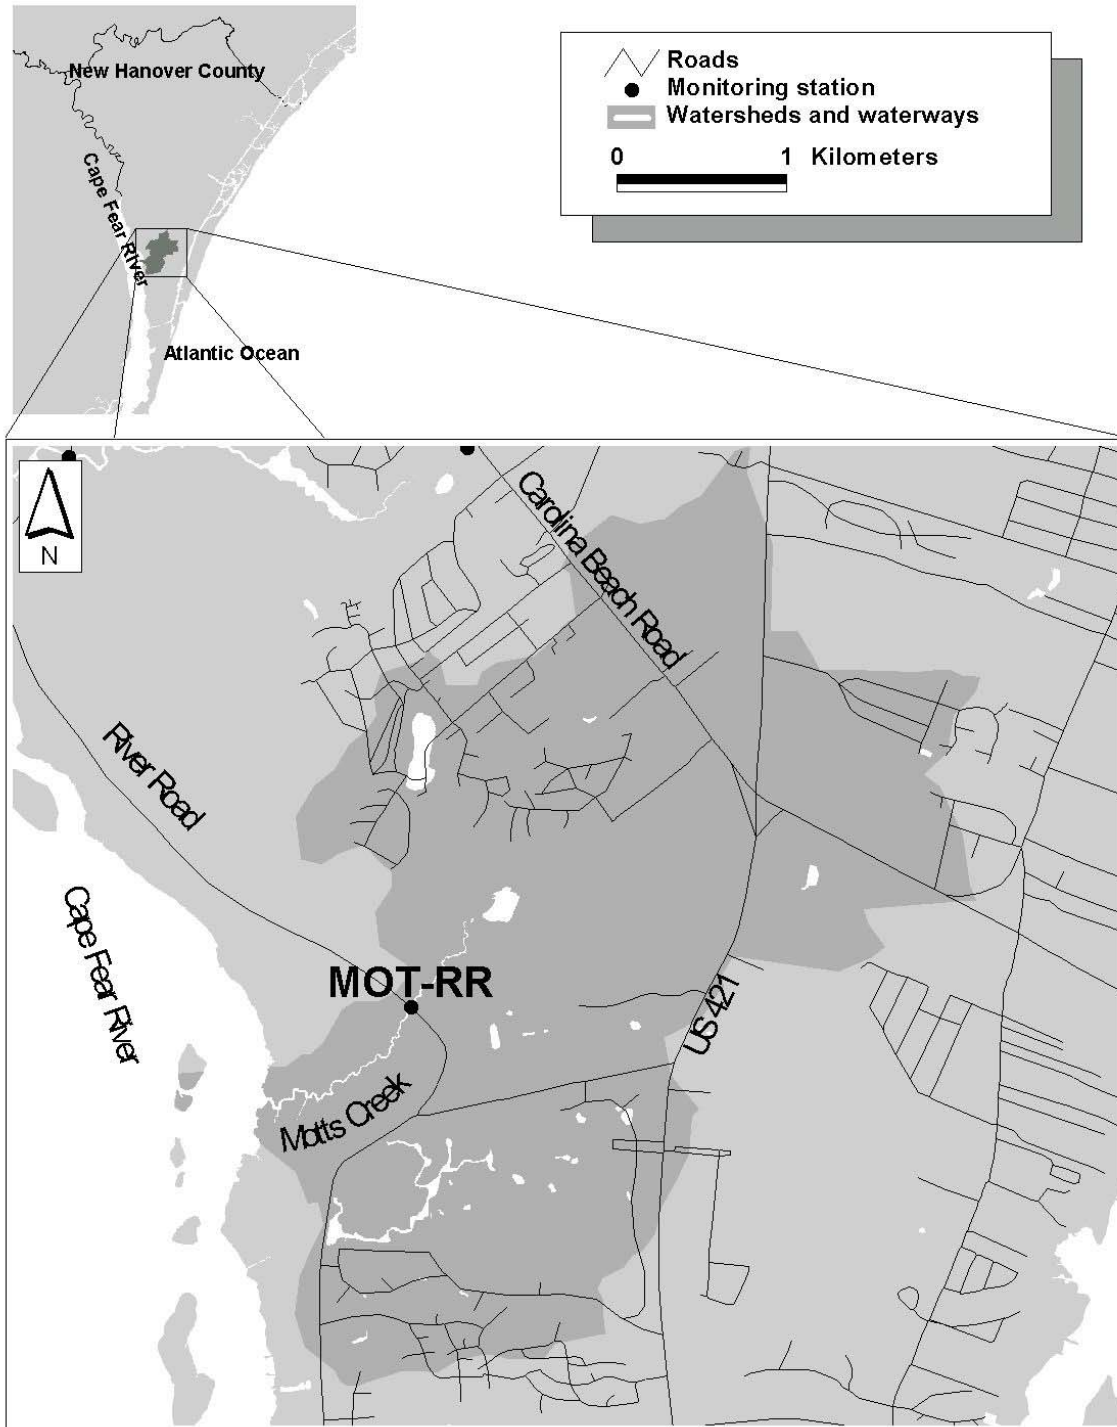 New Hanover County
Cape Fear River
Atlantic Ocean
Roads
Monitoring station
Watersheds and waterways
0 1 Kilometers
N
Carolina Beach Road
River Road
Cape Fear River
MOT-RR
US 421
Motts Creek